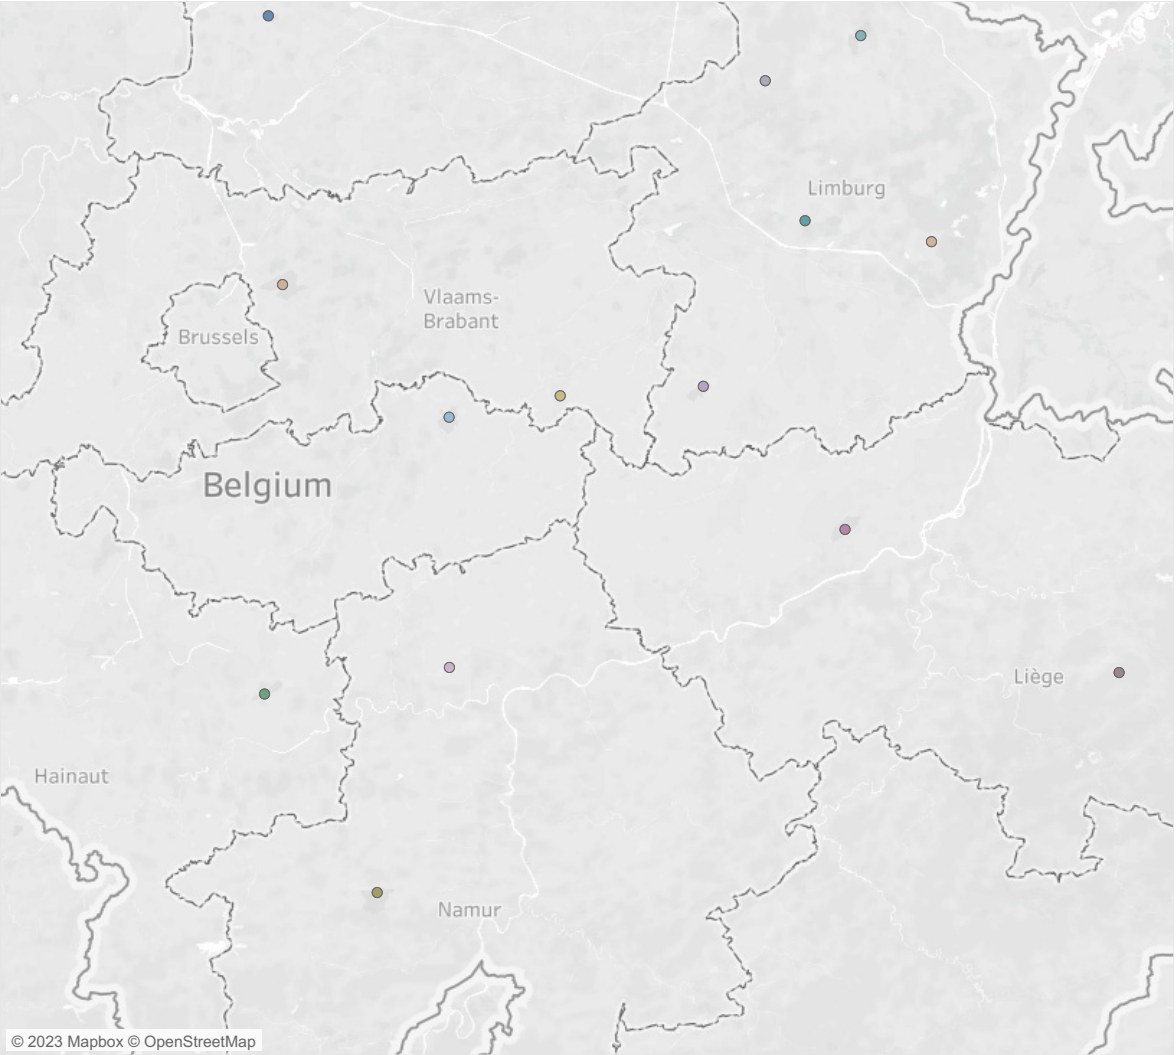 Limburg
Vlaams-
Brabant
Brussels
Belgium
Liège
Hainaut
Namur
© 2023 Mapbox © OpenStreetMap